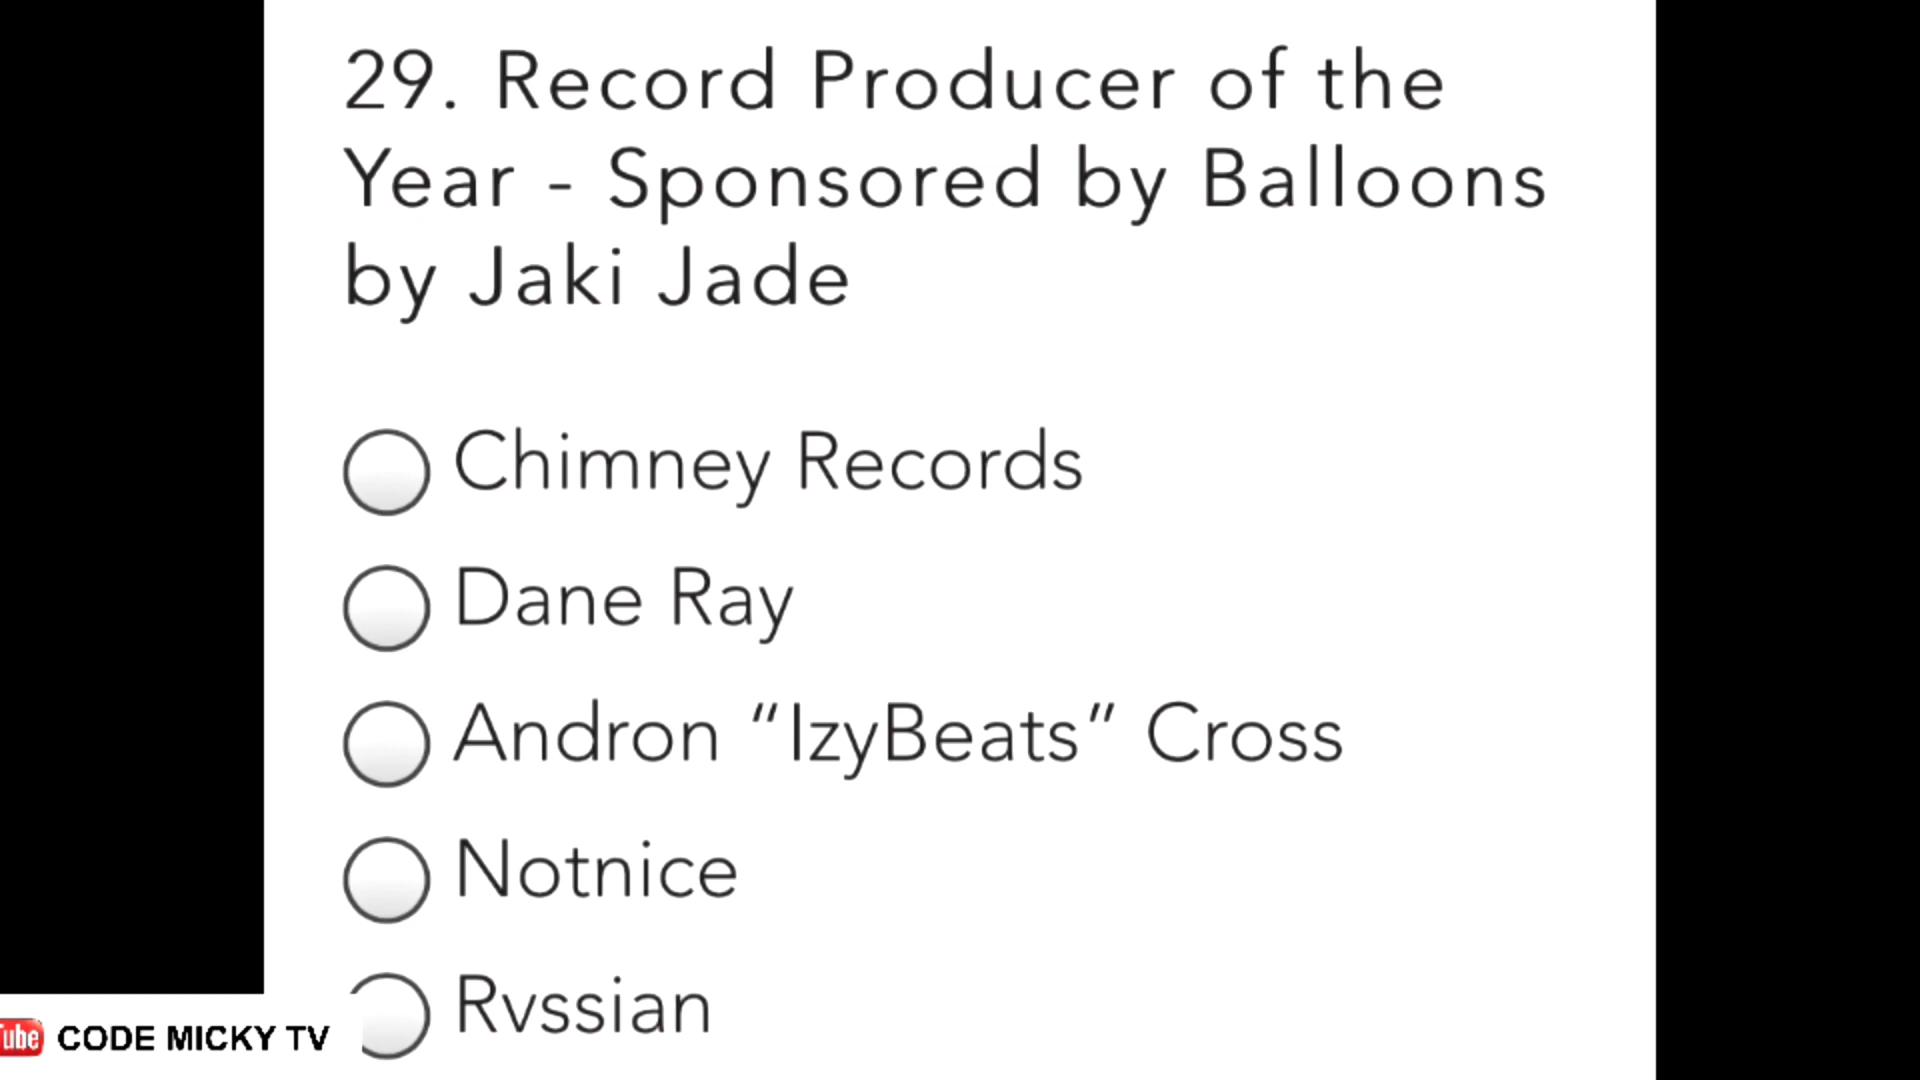 29. Record Producer of the
Year - Sponsored by Balloons
by Jaki Jade
Chimney Records
Dane Ray
Andron “IzyBeats” Cross
Notnice
Rvssian
Tube CODE MICKY TV